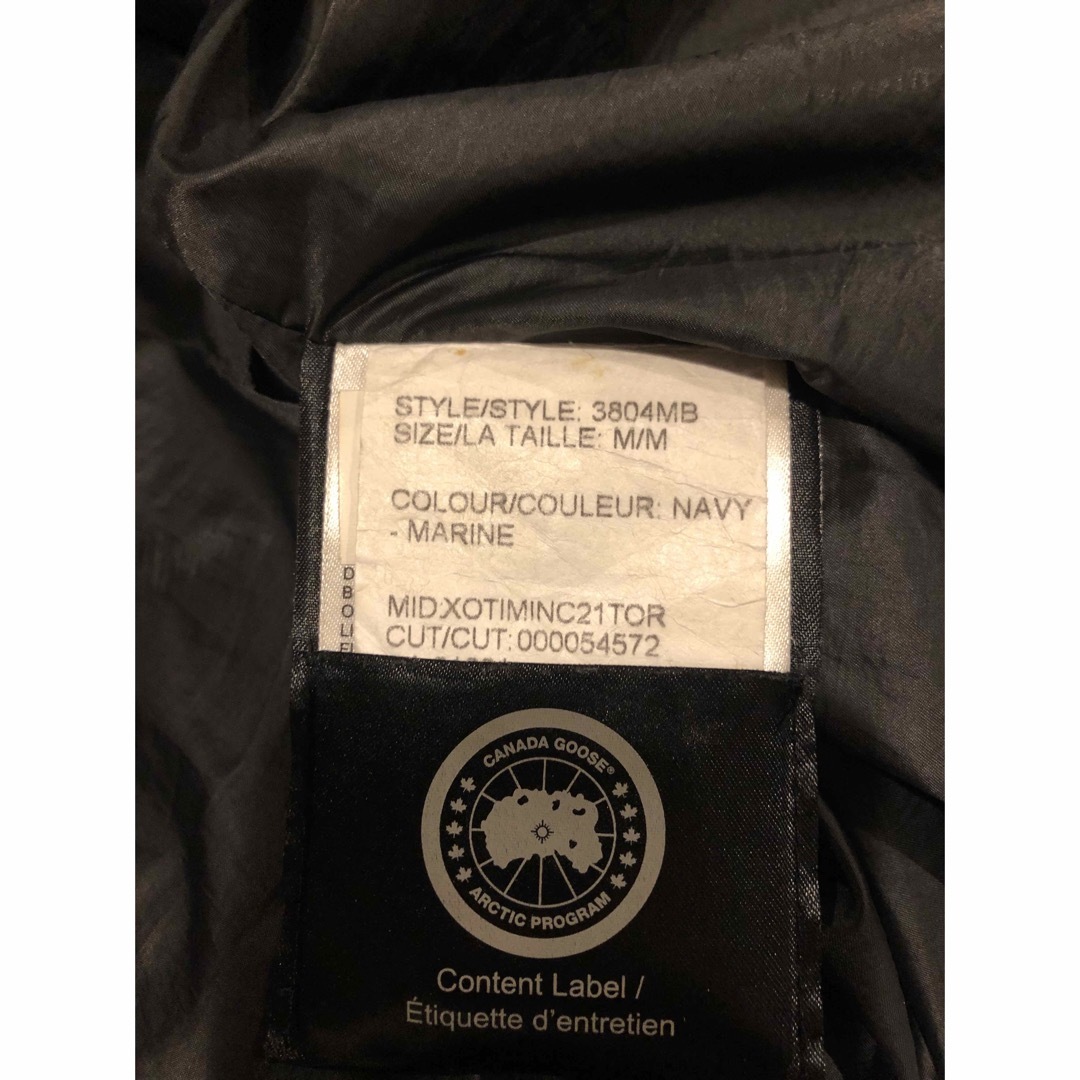 STYLE/STYLE: 3804MB
SIZE/LA TAILLE: M/M
COLOUR/COULEUR: NAVY
- MARINE
MID:XOTIMINC21TOR
CUT/CUT: 000054572
D
B
O
CANADA GOOSE®
ARCTIC PROGRAM
Content Label /
Étiquette d'entretien